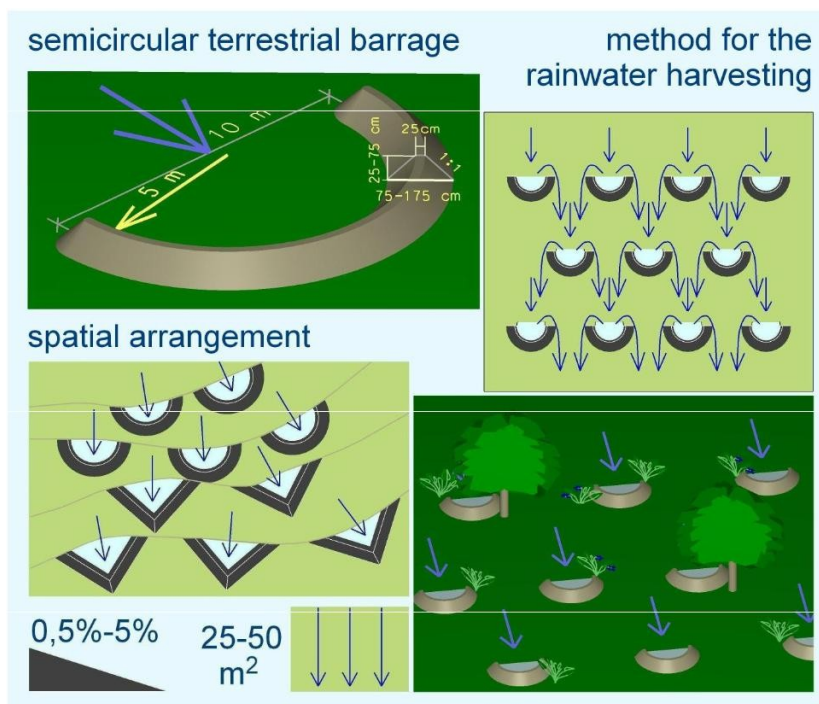 semicircular terrestrial barrage
method for the
rainwater harvesting
10 m
5 m
25cm
25-75 cm
1:1
75-175 cm
spatial arrangement
0,5%-5%
25-50
m²